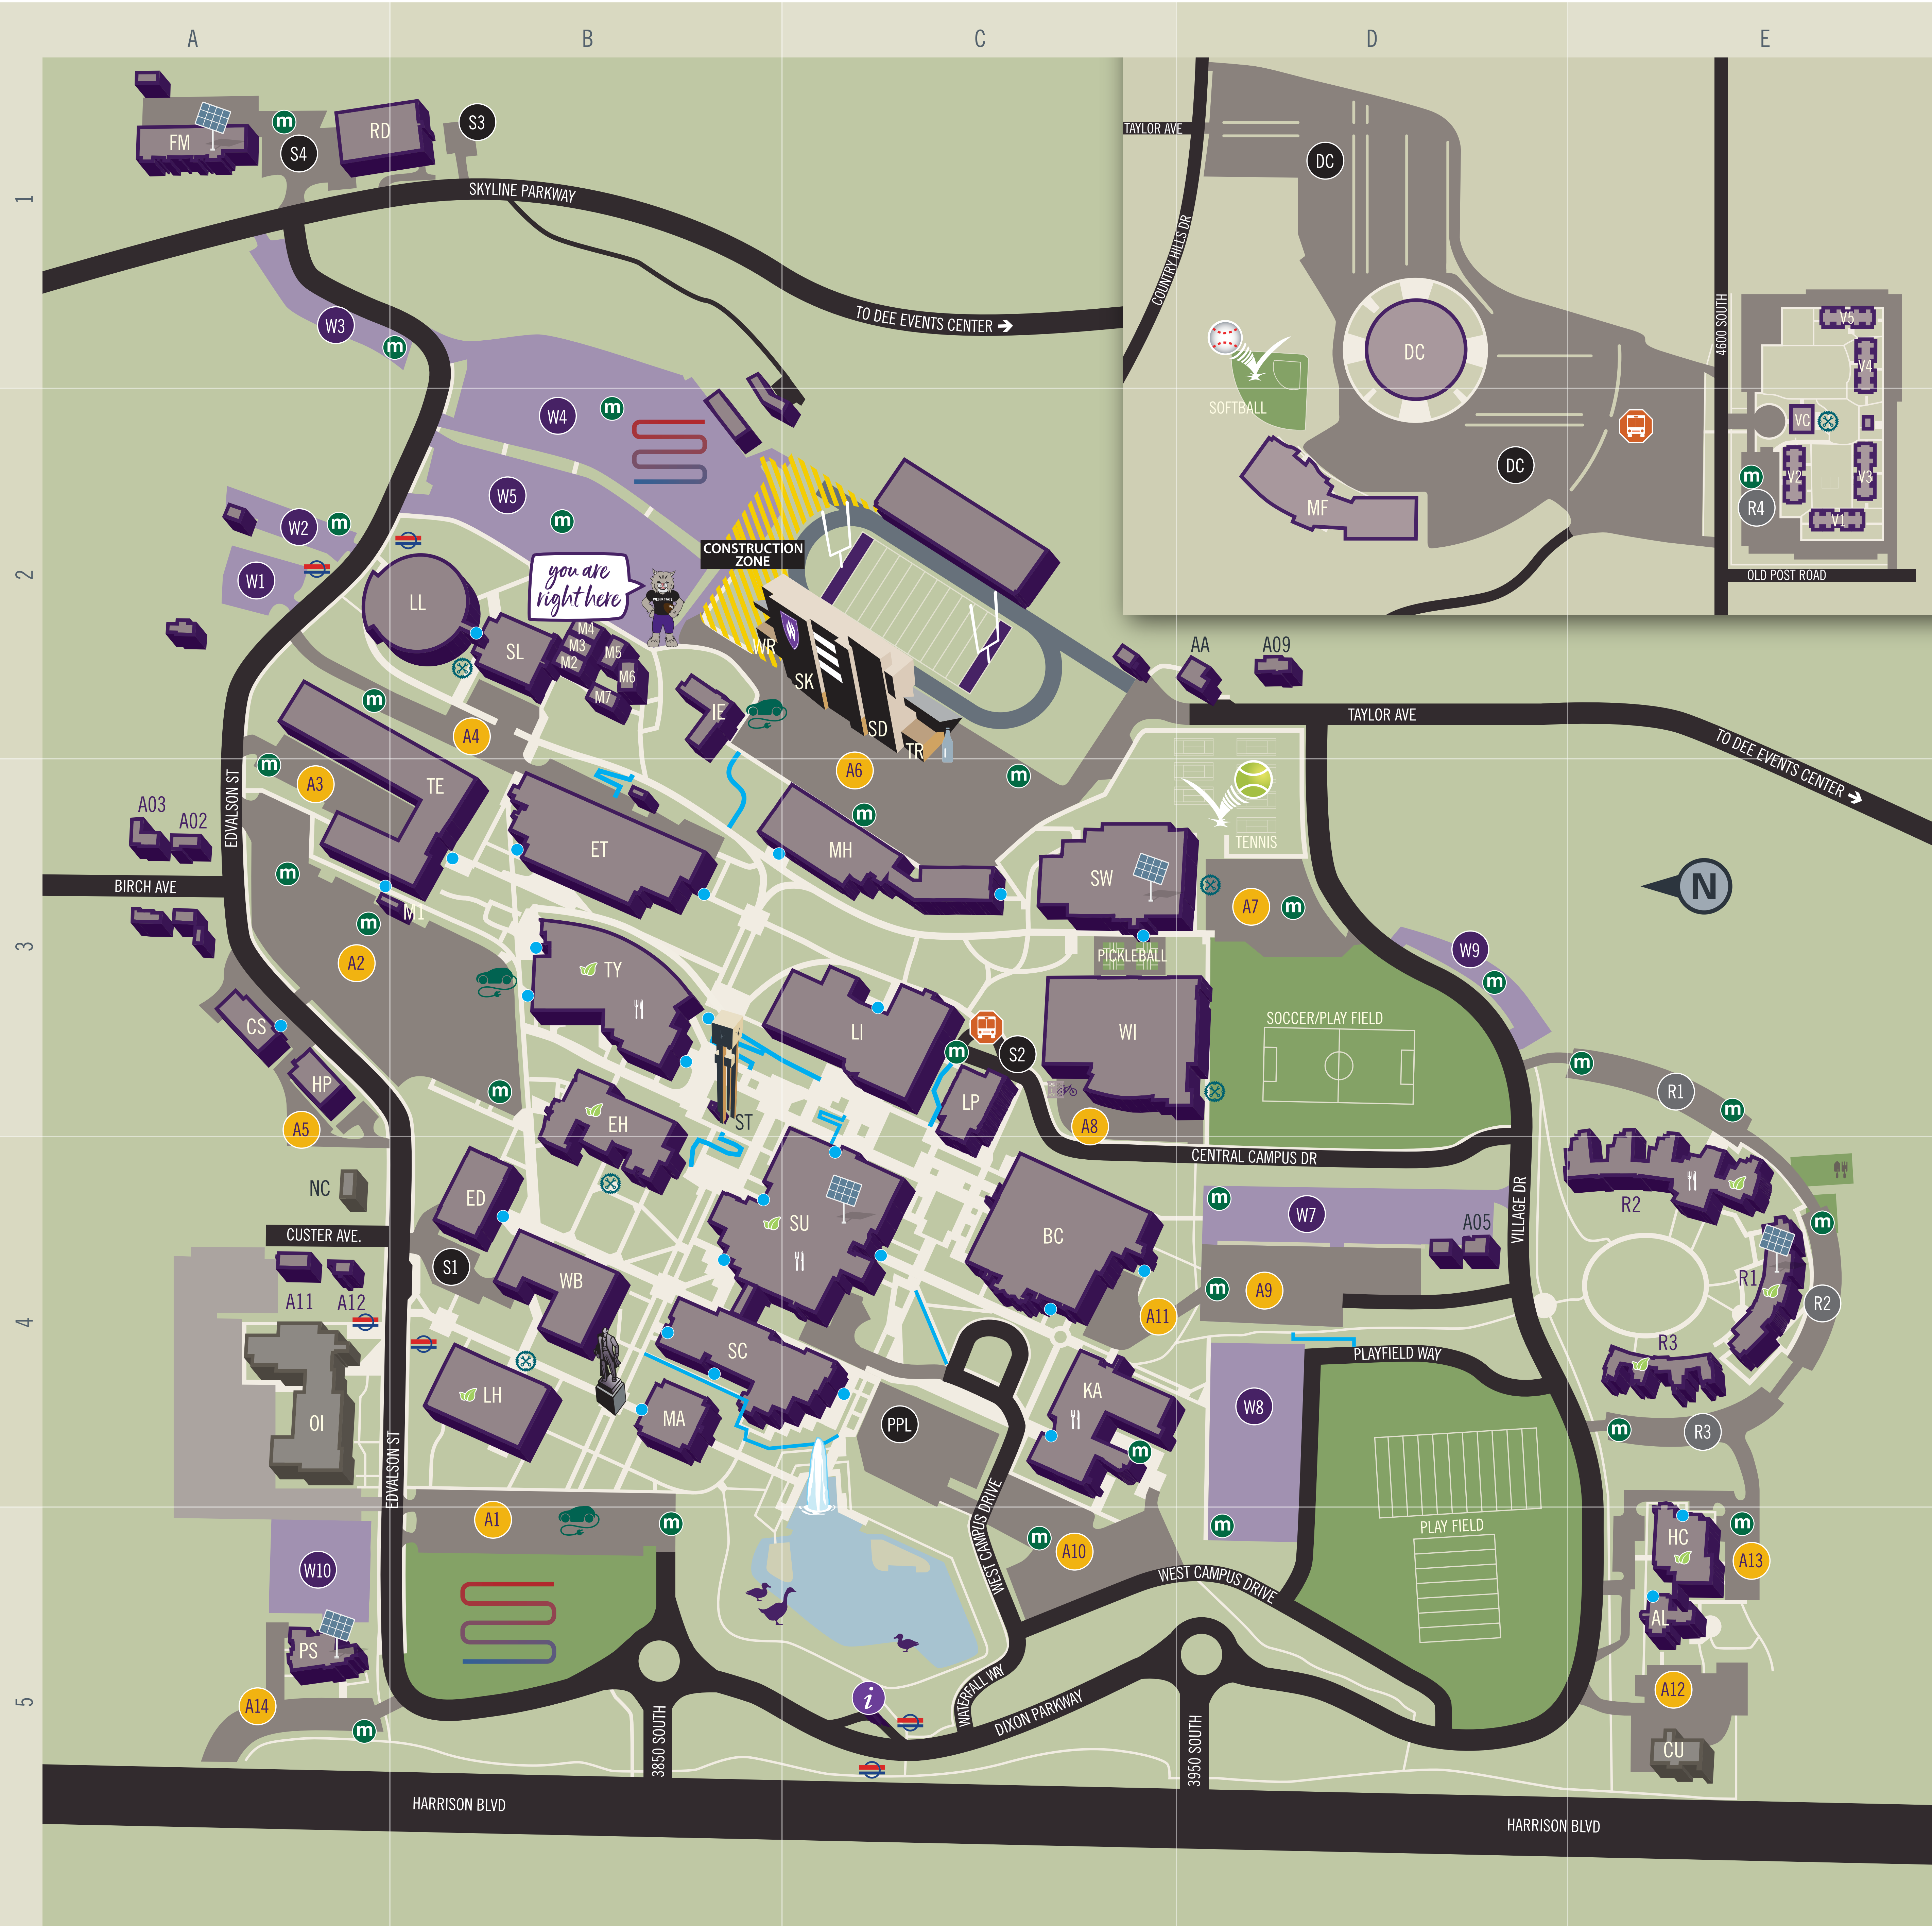 A
B
C
D
E
1
2
3
4
5
FM
S4
RD
S3
SKYLINE PARKWAY
TO DEE EVENTS CENTER →
W3
m
m
TAYLOR AVE
COUNTRY HILLS DR
DC
DC
DC
SOFTBALL
MF
4600 SOUTH
V5
V4
VC
V2
V3
V1
m
R4
OLD POST ROAD
W4
m
W5
m
W2
m
W1
CONSTRUCTION
ZONE
you are
right here
WEBER STATE
LL
SL
M4
M3
M2
M5
M6
M7
IE
W
WR
SK
SD
TR
AA
A09
TAYLOR AVE
TO DEE EVENTS CENTER →
m
A4
m
A3
TE
EDVALSON ST
A03
A02
BIRCH AVE
m
M1
m
A2
ET
A6
m
m
MH
SW
TENNIS
A7
m
PICKLEBALL
N
W9
m
TY
CS
HP
A5
m
LI
m
S2
LP
WI
A8
SOCCER/PLAY FIELD
m
R1
m
EH
ST
CENTRAL CAMPUS DR
VILLAGE DR
NC
ED
CUSTER AVE.
S1
A11
A12
WB
SU
BC
m
W7
A05
m
A9
A11
R2
m
R1
R2
R3
OI
LH
SC
MA
PPL
KA
m
W8
PLAYFIELD WAY
m
R3
EDVALSON ST
A1
m
WEST CAMPUS DRIVE
m
A10
m
PLAY FIELD
HC
m
A13
AL
W10
PS
A14
m
WEST CAMPUS DRIVE
i
WATERFALL WAY
DIXON PARKWAY
3850 SOUTH
3950 SOUTH
A12
CU
HARRISON BLVD
HARRISON BLVD